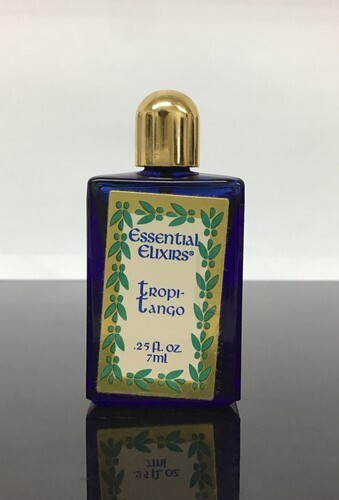 Essential
Elixirs®
tropi-
tango
.25 fl. oz.
7ml